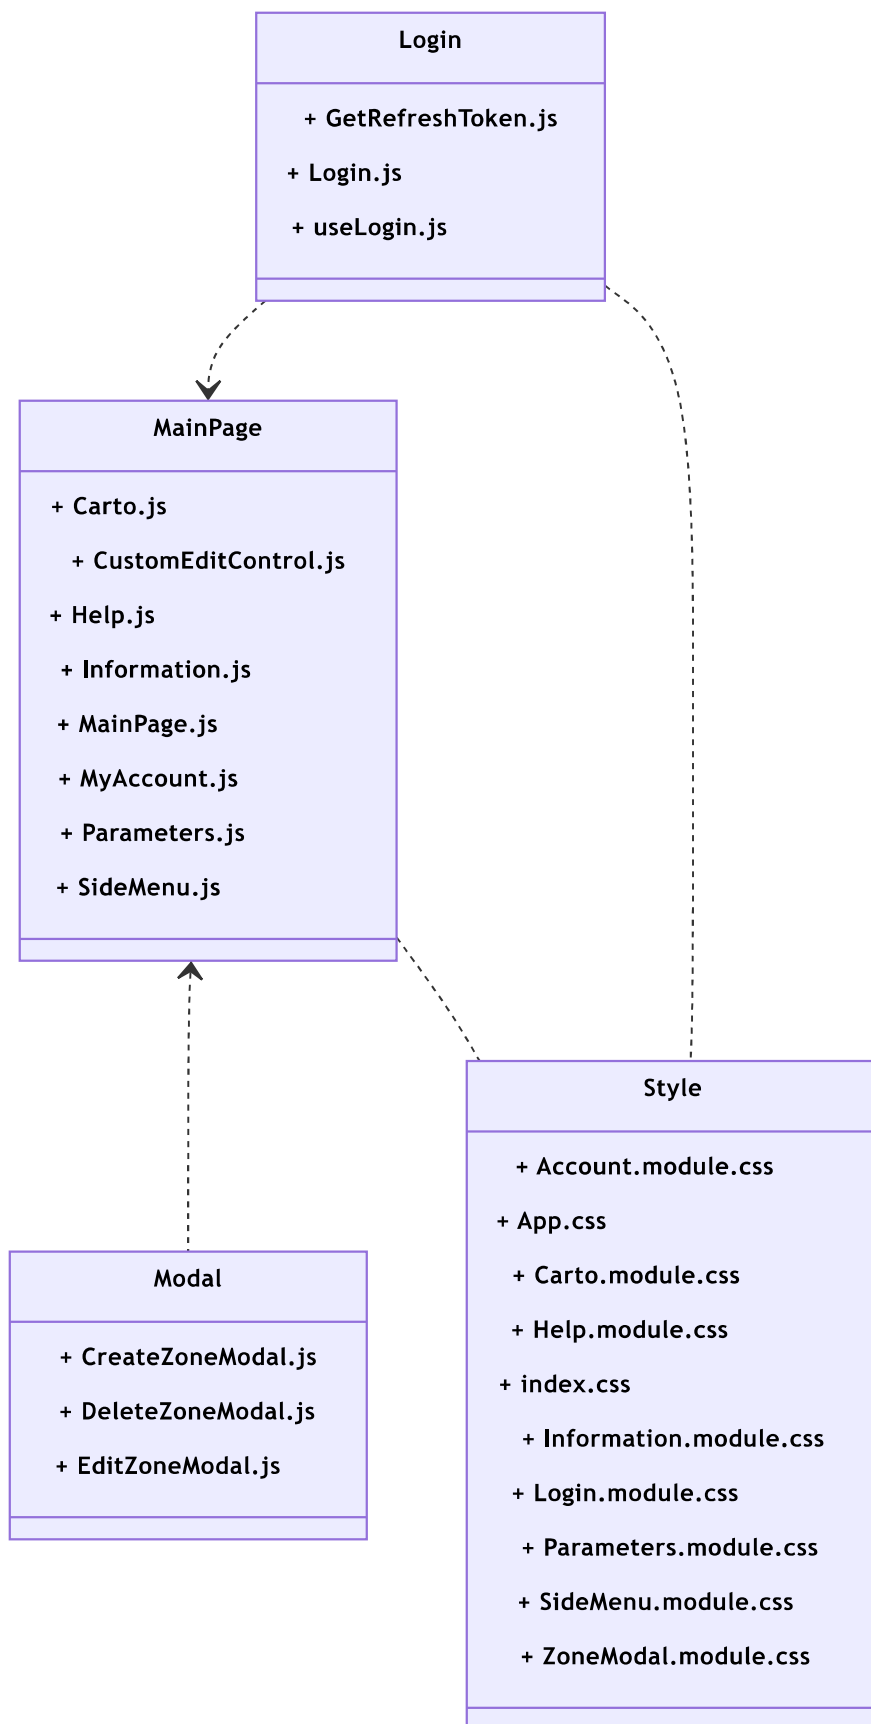 Login
+ GetRefreshToken.js
+ Login.js
+ useLogin.js
MainPage
+ Carto.js
+ CustomEditControl.js
+ Help.js
+ Information.js
+ MainPage.js
+ MyAccount.js
+ Parameters.js
+ SideMenu.js
Modal
+ CreateZoneModal.js
+ DeleteZoneModal.js
+ EditZoneModal.js
Style
+ Account.module.css
+ App.css
+ Carto.module.css
+ Help.module.css
+ index.css
+ Information.module.css
+ Login.module.css
+ Parameters.module.css
+ SideMenu.module.css
+ ZoneModal.module.css